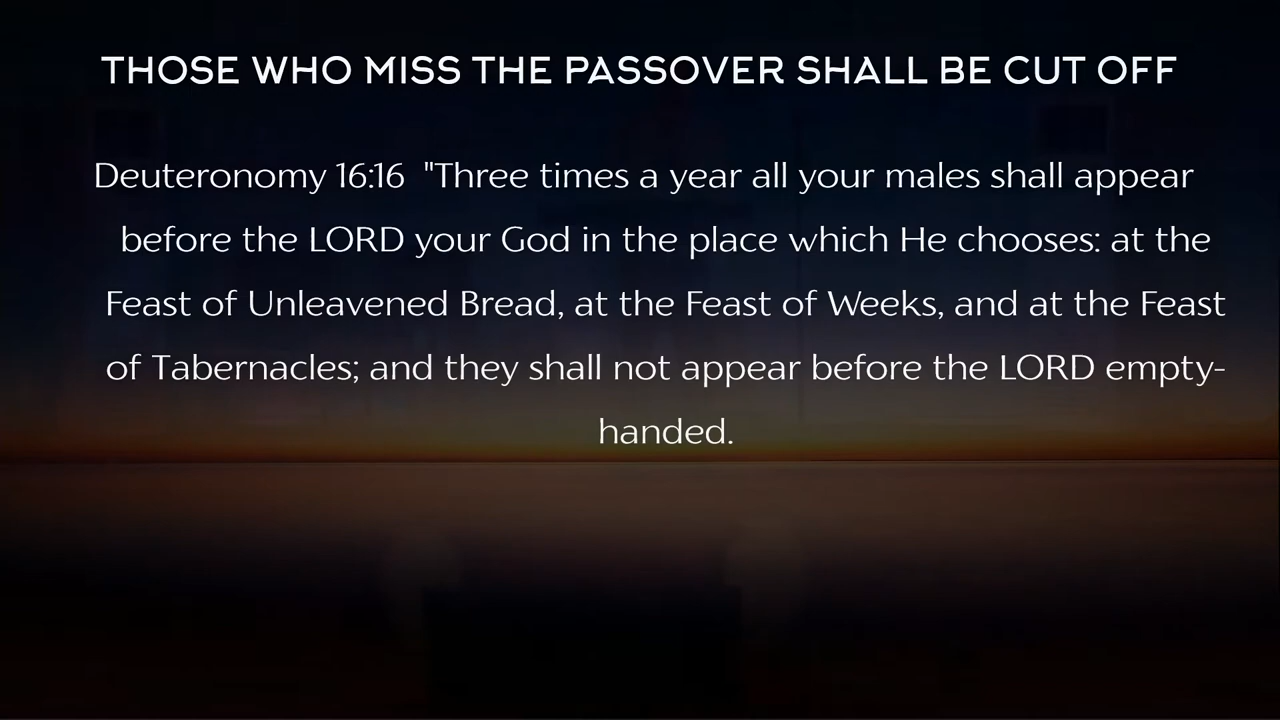 THOSE WHO MISS THE PASSOVER SHALL BE CUT OFF
Deuteronomy 16:16  "Three times a year all your males shall appear
before the LORD your God in the place which He chooses: at the
Feast of Unleavened Bread, at the Feast of Weeks, and at the Feast
of Tabernacles; and they shall not appear before the LORD empty-
handed.